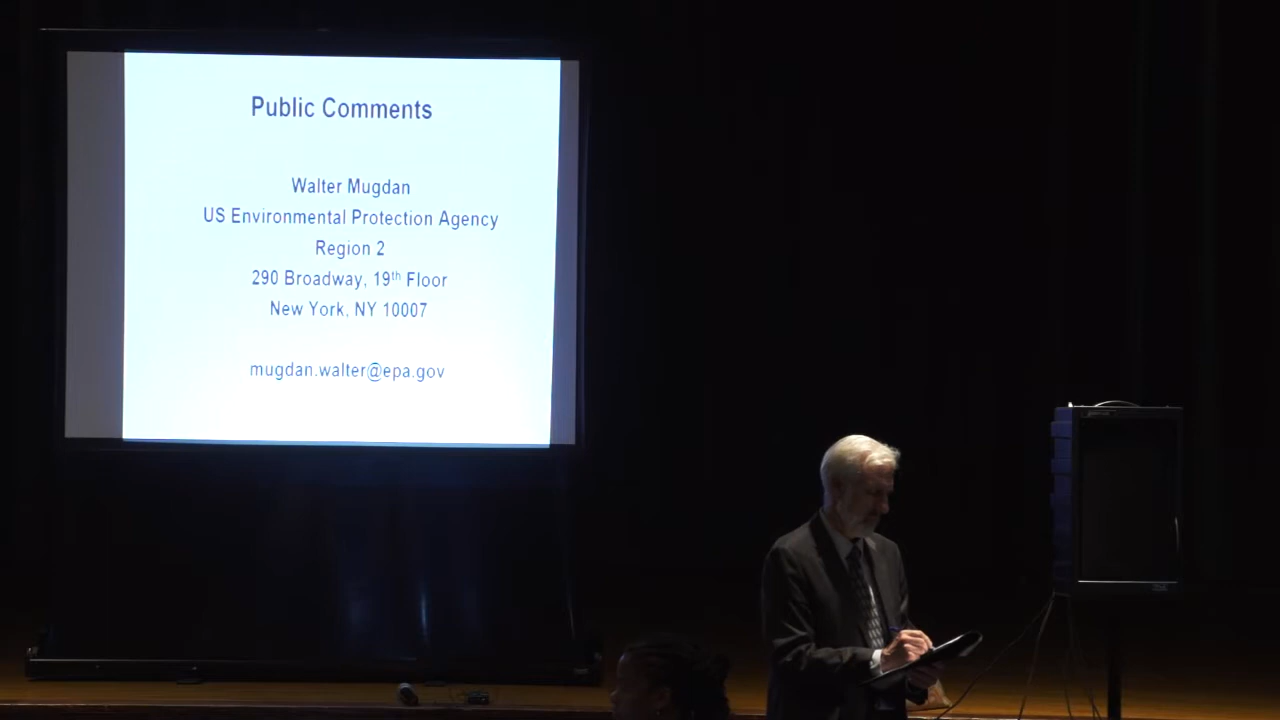 Public Comments
Walter Mugdan
US Environmental Protection Agency
Region 2
290 Broadway, 19th Floor
New York, NY 10007
mugdan.walter@epa.gov